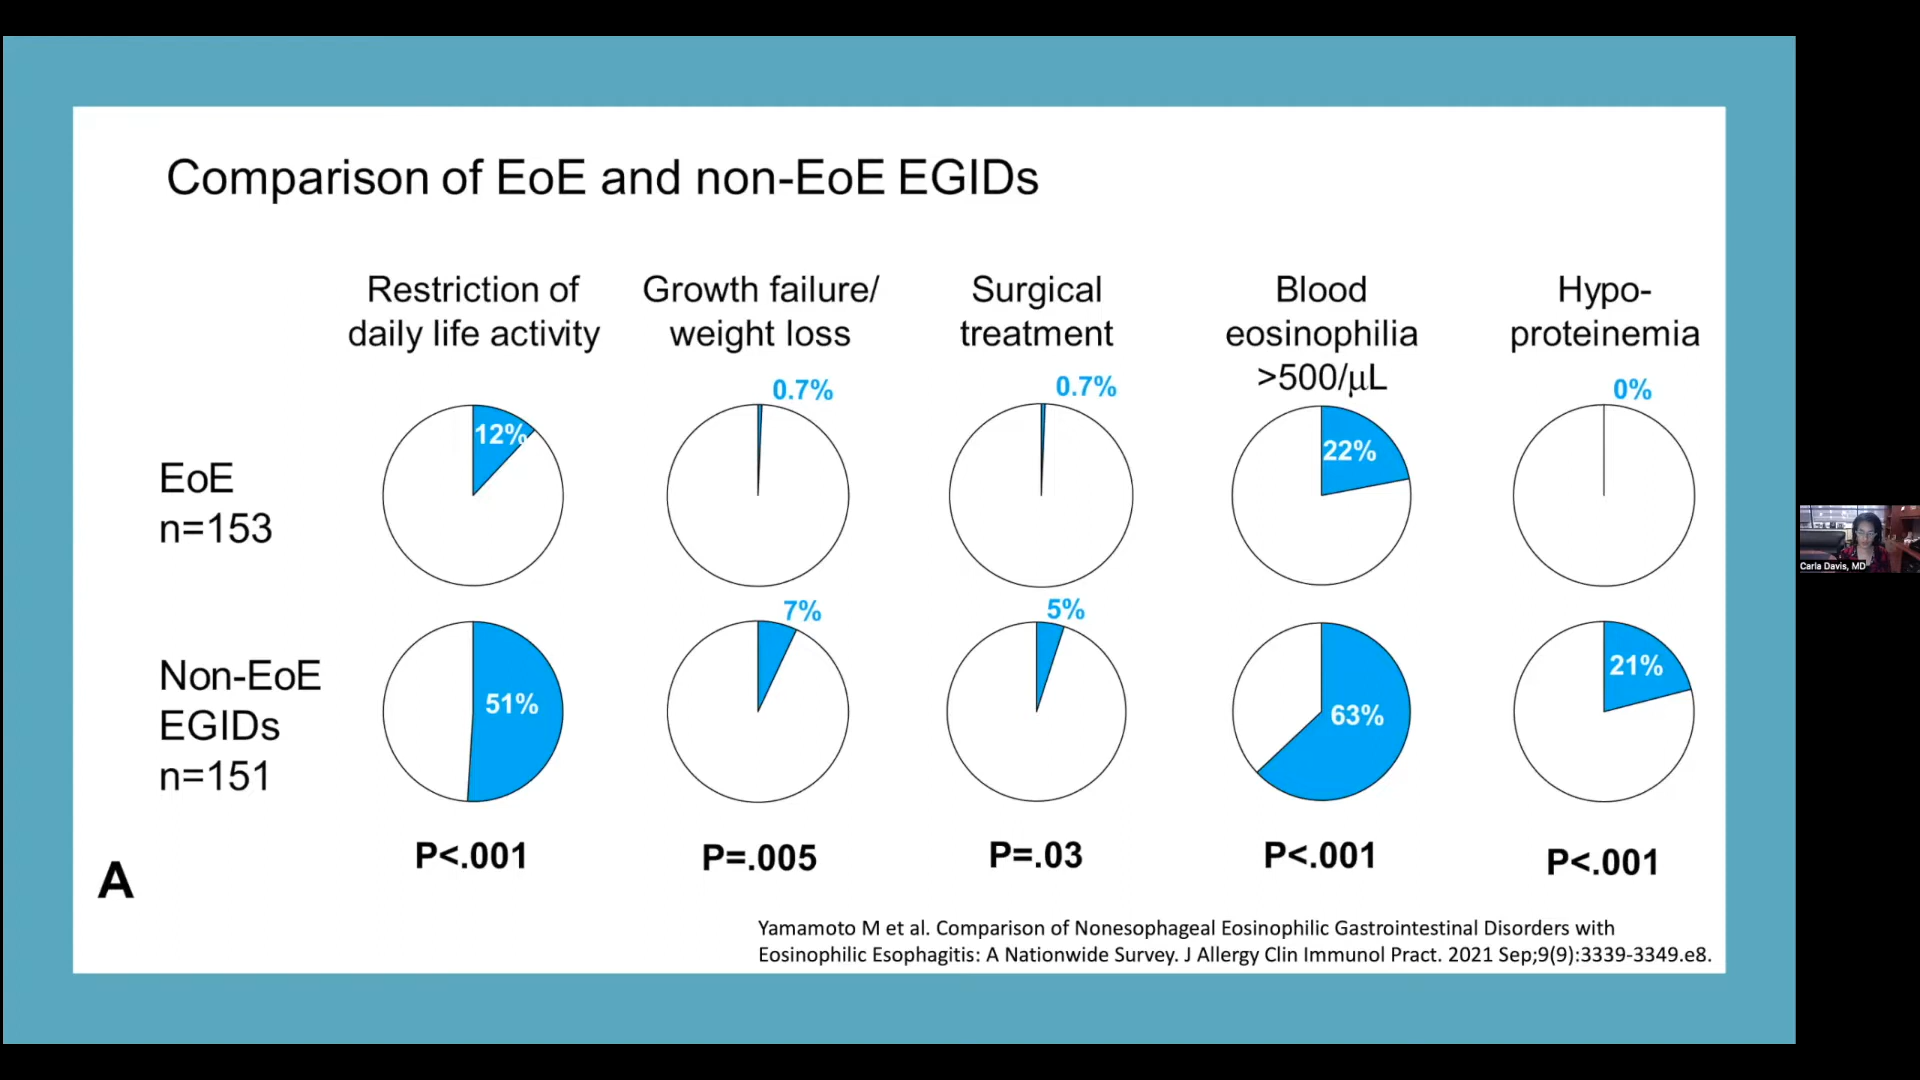 Comparison of EoE and non-EoE EGIDs
Restriction of
daily life activity
Growth failure/
weight loss
Surgical
treatment
Blood
eosinophilia
>500/μL
Hypo-
proteinemia
EoE
n=153
12%
0.7%
0.7%
22%
0%
Non-EoE
EGIDs
n=151
51%
7%
5%
63%
21%
P<.001
P=.005
P=.03
P<.001
P<.001
A
Yamamoto M et al. Comparison of Nonesophageal Eosinophilic Gastrointestinal Disorders with
Eosinophilic Esophagitis: A Nationwide Survey. J Allergy Clin Immunol Pract. 2021 Sep;9(9):3339-3349.e8.
Carla Davis, MD